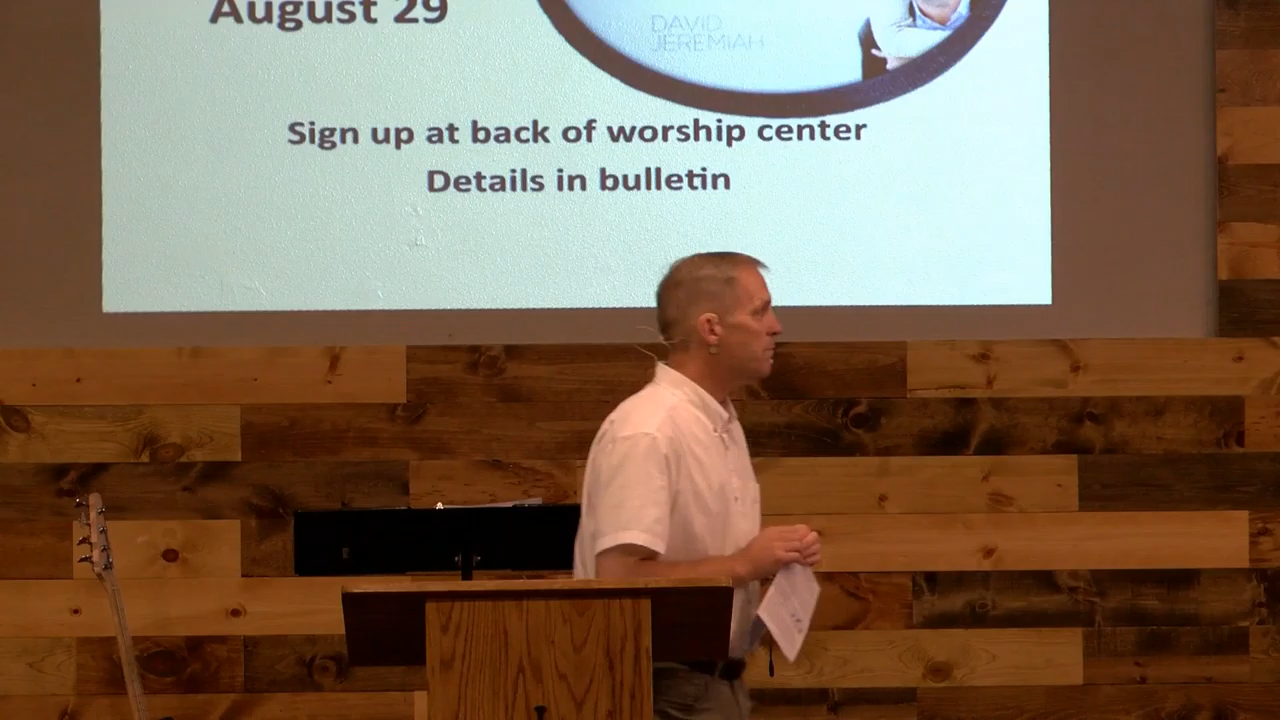 August 29
DAVID
JEREMIAH
Sign up at back of worship center
Details in bulletin